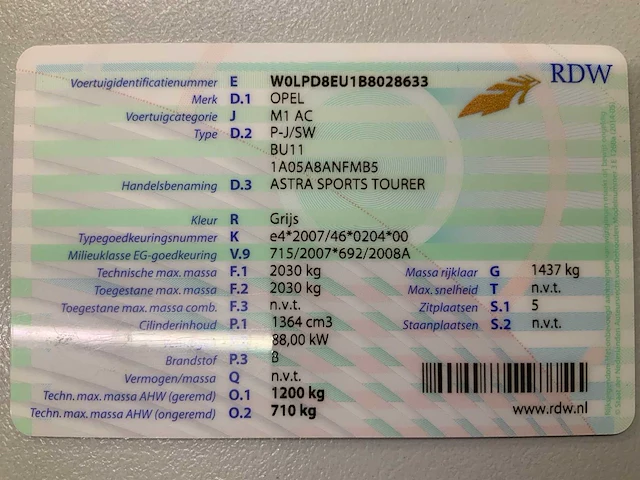 RDW
Voertuigidentificatienummer E W0LPD8EU1B8028633
Merk D.1 OPEL
Voertuigcategorie J M1 AC
Type D.2 P-J/SW
BU11
1A05A8ANFMB5
Handelsbenaming D.3 ASTRA SPORTS TOURER
Kleur R Grijs
Typegoedkeuringsnummer K e4*2007/46*0204*00
Milieuklasse EG-goedkeuring V.9 715/2007*692/2008A
Technische max. massa F.1 2030 kg Massa rijklaar G 1437 kg
Toegestane max. massa F.2 2030 kg Max. snelheid T n.v.t.
Toegestane max. massa comb. F.3 n.v.t. Zitplaatsen S.1 5
Cilinderinhoud P.1 1364 cm3 Staanplaatsen S.2 n.v.t.
88,00 kW
Brandstof P.3 B
Vermogen/massa Q n.v.t.
Techn. max. massa AHW (geremd) O.1 1200 kg
Techn. max. massa AHW (ongeremd) O.2 710 kg
www.rdw.nl